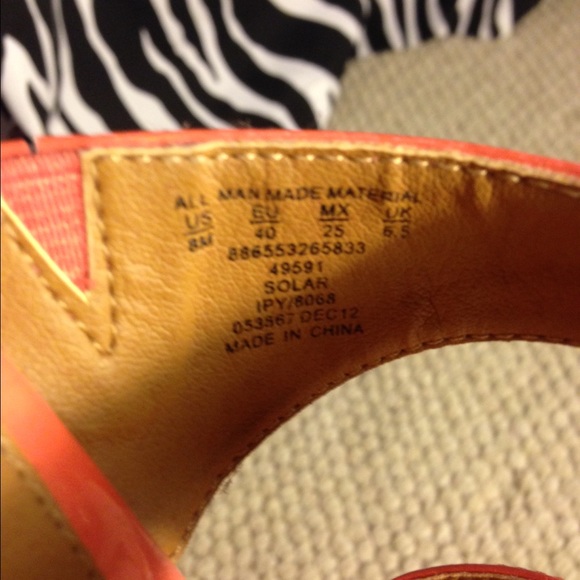 ALL MAN MADE MATERIAL
US EU MX UK
8M 40 25 6.5
886553265833
49591
SOLAR
IPY/8068
053567 DEC12
MADE IN CHINA